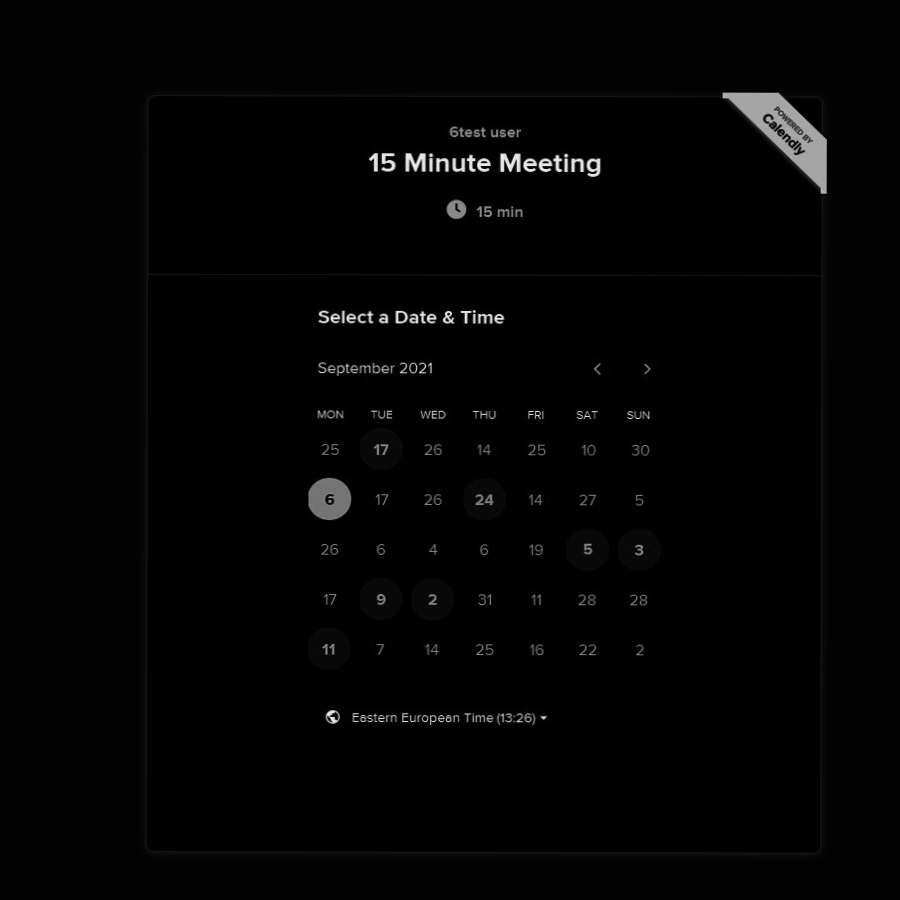 POWERED BY
Calendly
6test user
15 Minute Meeting
15 min
Select a Date & Time
September 2021
MON TUE WED THU FRI SAT SUN
25 17 26 14 25 10 30
6 17 26 24 14 27 5
26 6 4 6 19 5 3
17 9 2 31 11 28 28
11 7 14 25 16 22 2
Eastern European Time (13:26)